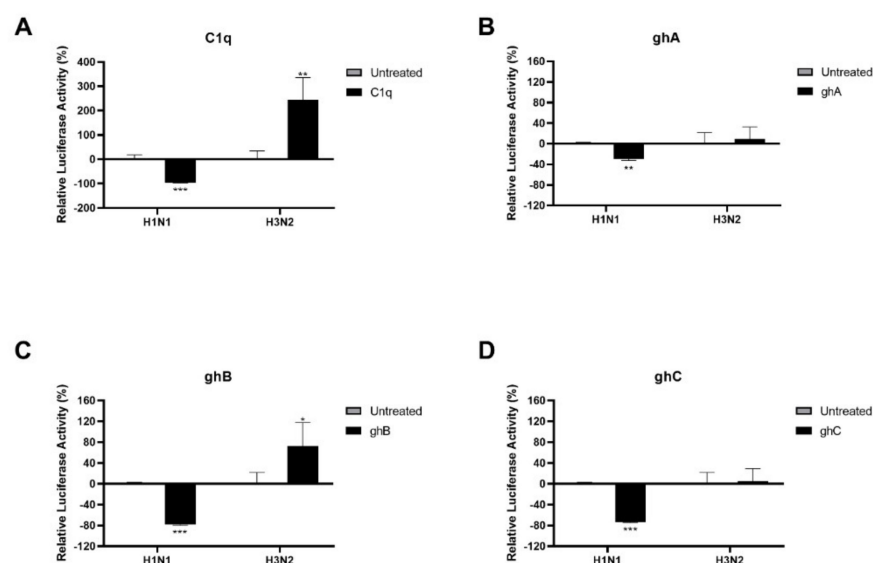 A
C1q
Relative Luciferase Activity (%)
400
300
200
100
0
-100
-200
**
***
H1N1
H3N2
Untreated
C1q
B
ghA
Relative Luciferase Activity (%)
160
120
80
40
0
-40
-80
-120
**
H1N1
H3N2
Untreated
ghA
C
ghB
Relative Luciferase Activity (%)
160
120
80
40
0
-40
-80
-120
*
***
H1N1
H3N2
Untreated
ghB
D
ghC
Relative Luciferase Activity (%)
160
120
80
40
0
-40
-80
-120
***
H1N1
H3N2
Untreated
ghC